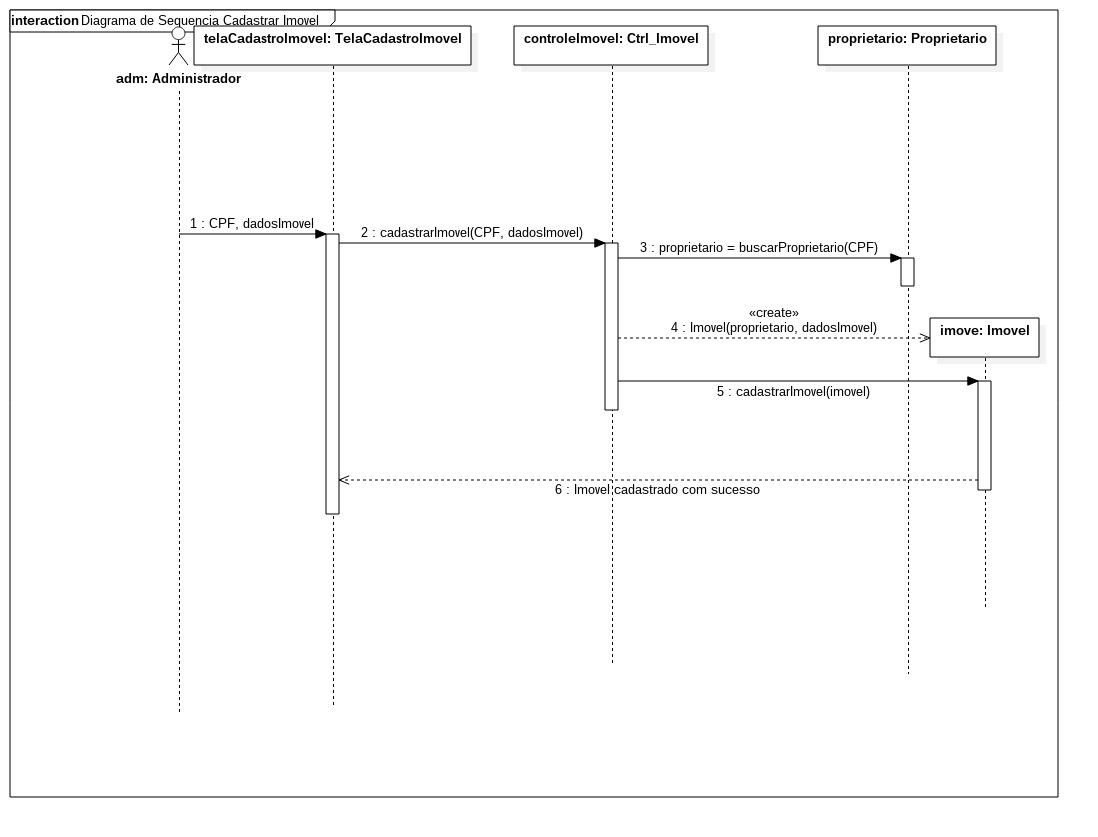 interaction Diagrama de Sequencia Cadastrar Imovel
telaCadastroImovel: TelaCadastroImovel
controleImovel: Ctrl_Imovel
proprietario: Proprietario
adm: Administrador
1 : CPF, dadosImovel
2 : cadastrarImovel(CPF, dadosImovel)
3 : proprietario = buscarProprietario(CPF)
«create»
4 : Imovel(proprietario, dadosImovel)
imove: Imovel
5 : cadastrarImovel(imovel)
6 : Imovel cadastrado com sucesso